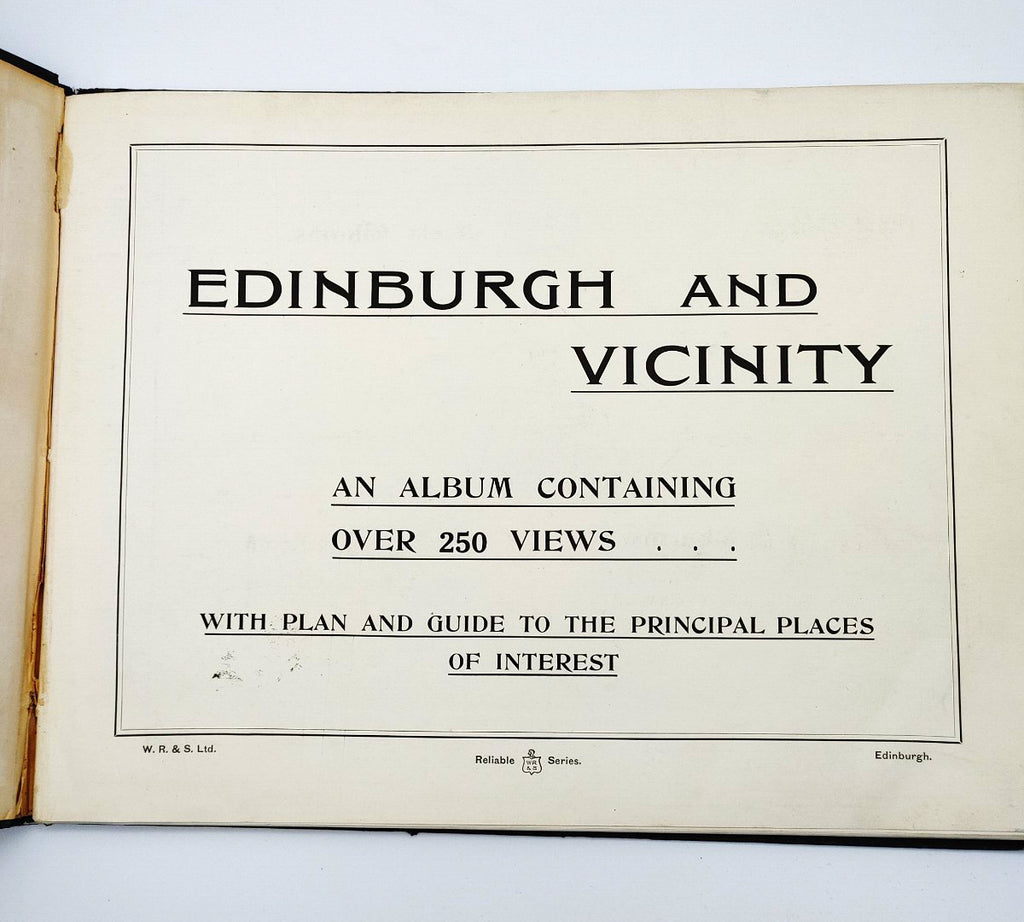 EDINBURGH AND
VICINITY
AN ALBUM CONTAINING
OVER 250 VIEWS . . .
WITH PLAN AND GUIDE TO THE PRINCIPAL PLACES
OF INTEREST
W. R. & S. Ltd.
Reliable WR & S Series.
Edinburgh.